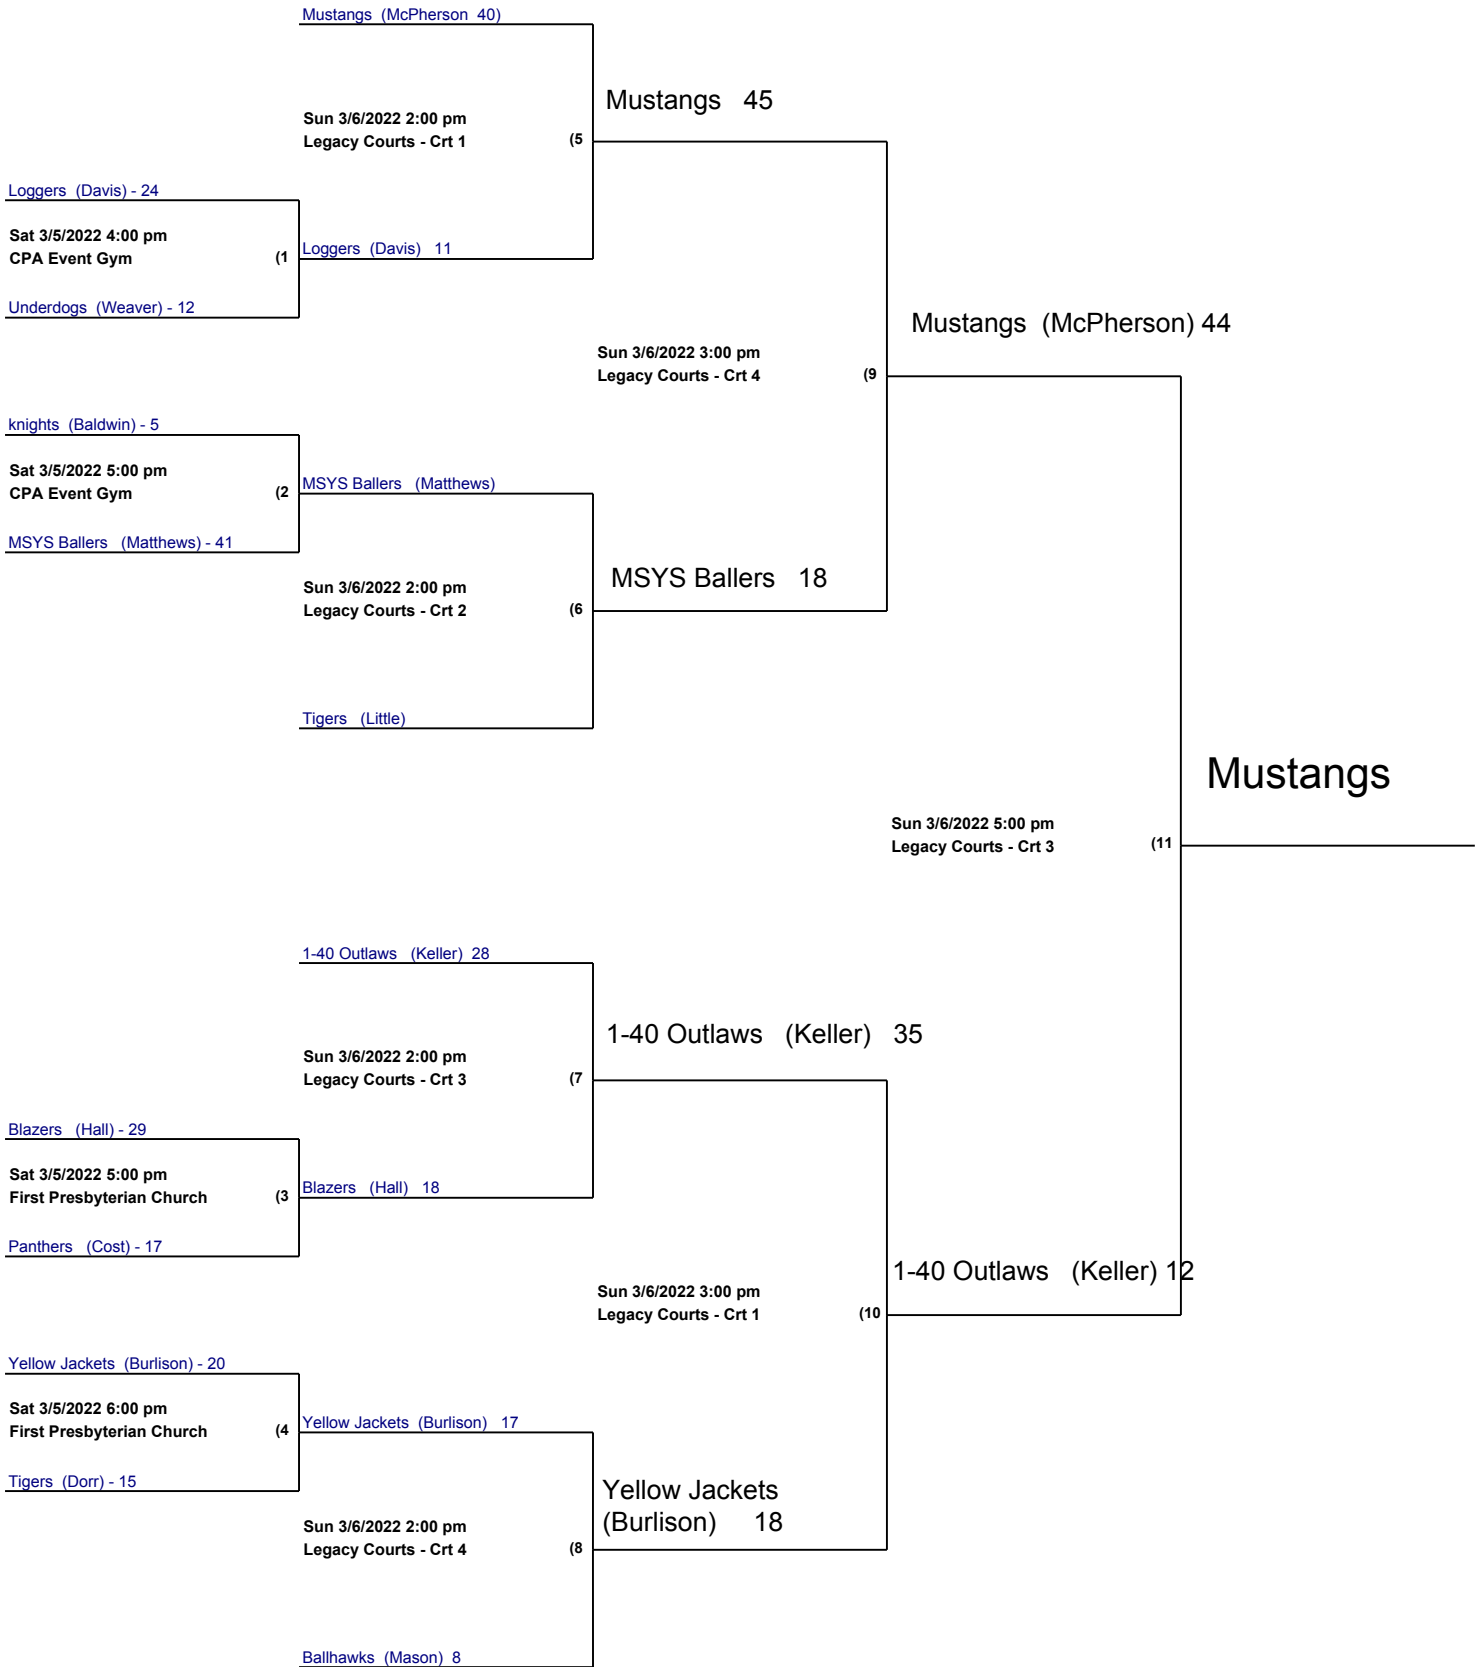 Mustangs (McPherson 40)
Mustangs 45
Sun 3/6/2022 2:00 pm
Legacy Courts - Crt 1 (5
Loggers (Davis) - 24
Sat 3/5/2022 4:00 pm
CPA Event Gym (1
Loggers (Davis) 11
Underdogs (Weaver) - 12
Mustangs (McPherson) 44
Sun 3/6/2022 3:00 pm
Legacy Courts - Crt 4 (9
knights (Baldwin) - 5
Sat 3/5/2022 5:00 pm
CPA Event Gym (2
MSYS Ballers (Matthews)
MSYS Ballers (Matthews) - 41
MSYS Ballers 18
Sun 3/6/2022 2:00 pm
Legacy Courts - Crt 2 (6
Tigers (Little)
Mustangs
Sun 3/6/2022 5:00 pm
Legacy Courts - Crt 3 (11
1-40 Outlaws (Keller) 28
1-40 Outlaws (Keller) 35
Sun 3/6/2022 2:00 pm
Legacy Courts - Crt 3 (7
Blazers (Hall) - 29
Sat 3/5/2022 5:00 pm
First Presbyterian Church (3
Blazers (Hall) 18
Panthers (Cost) - 17
1-40 Outlaws (Keller) 12
Sun 3/6/2022 3:00 pm
Legacy Courts - Crt 1 (10
Yellow Jackets (Burlison) - 20
Sat 3/5/2022 6:00 pm
First Presbyterian Church (4
Yellow Jackets (Burlison) 17
Tigers (Dorr) - 15
Yellow Jackets
(Burlison) 18
Sun 3/6/2022 2:00 pm
Legacy Courts - Crt 4 (8
Ballhawks (Mason) 8